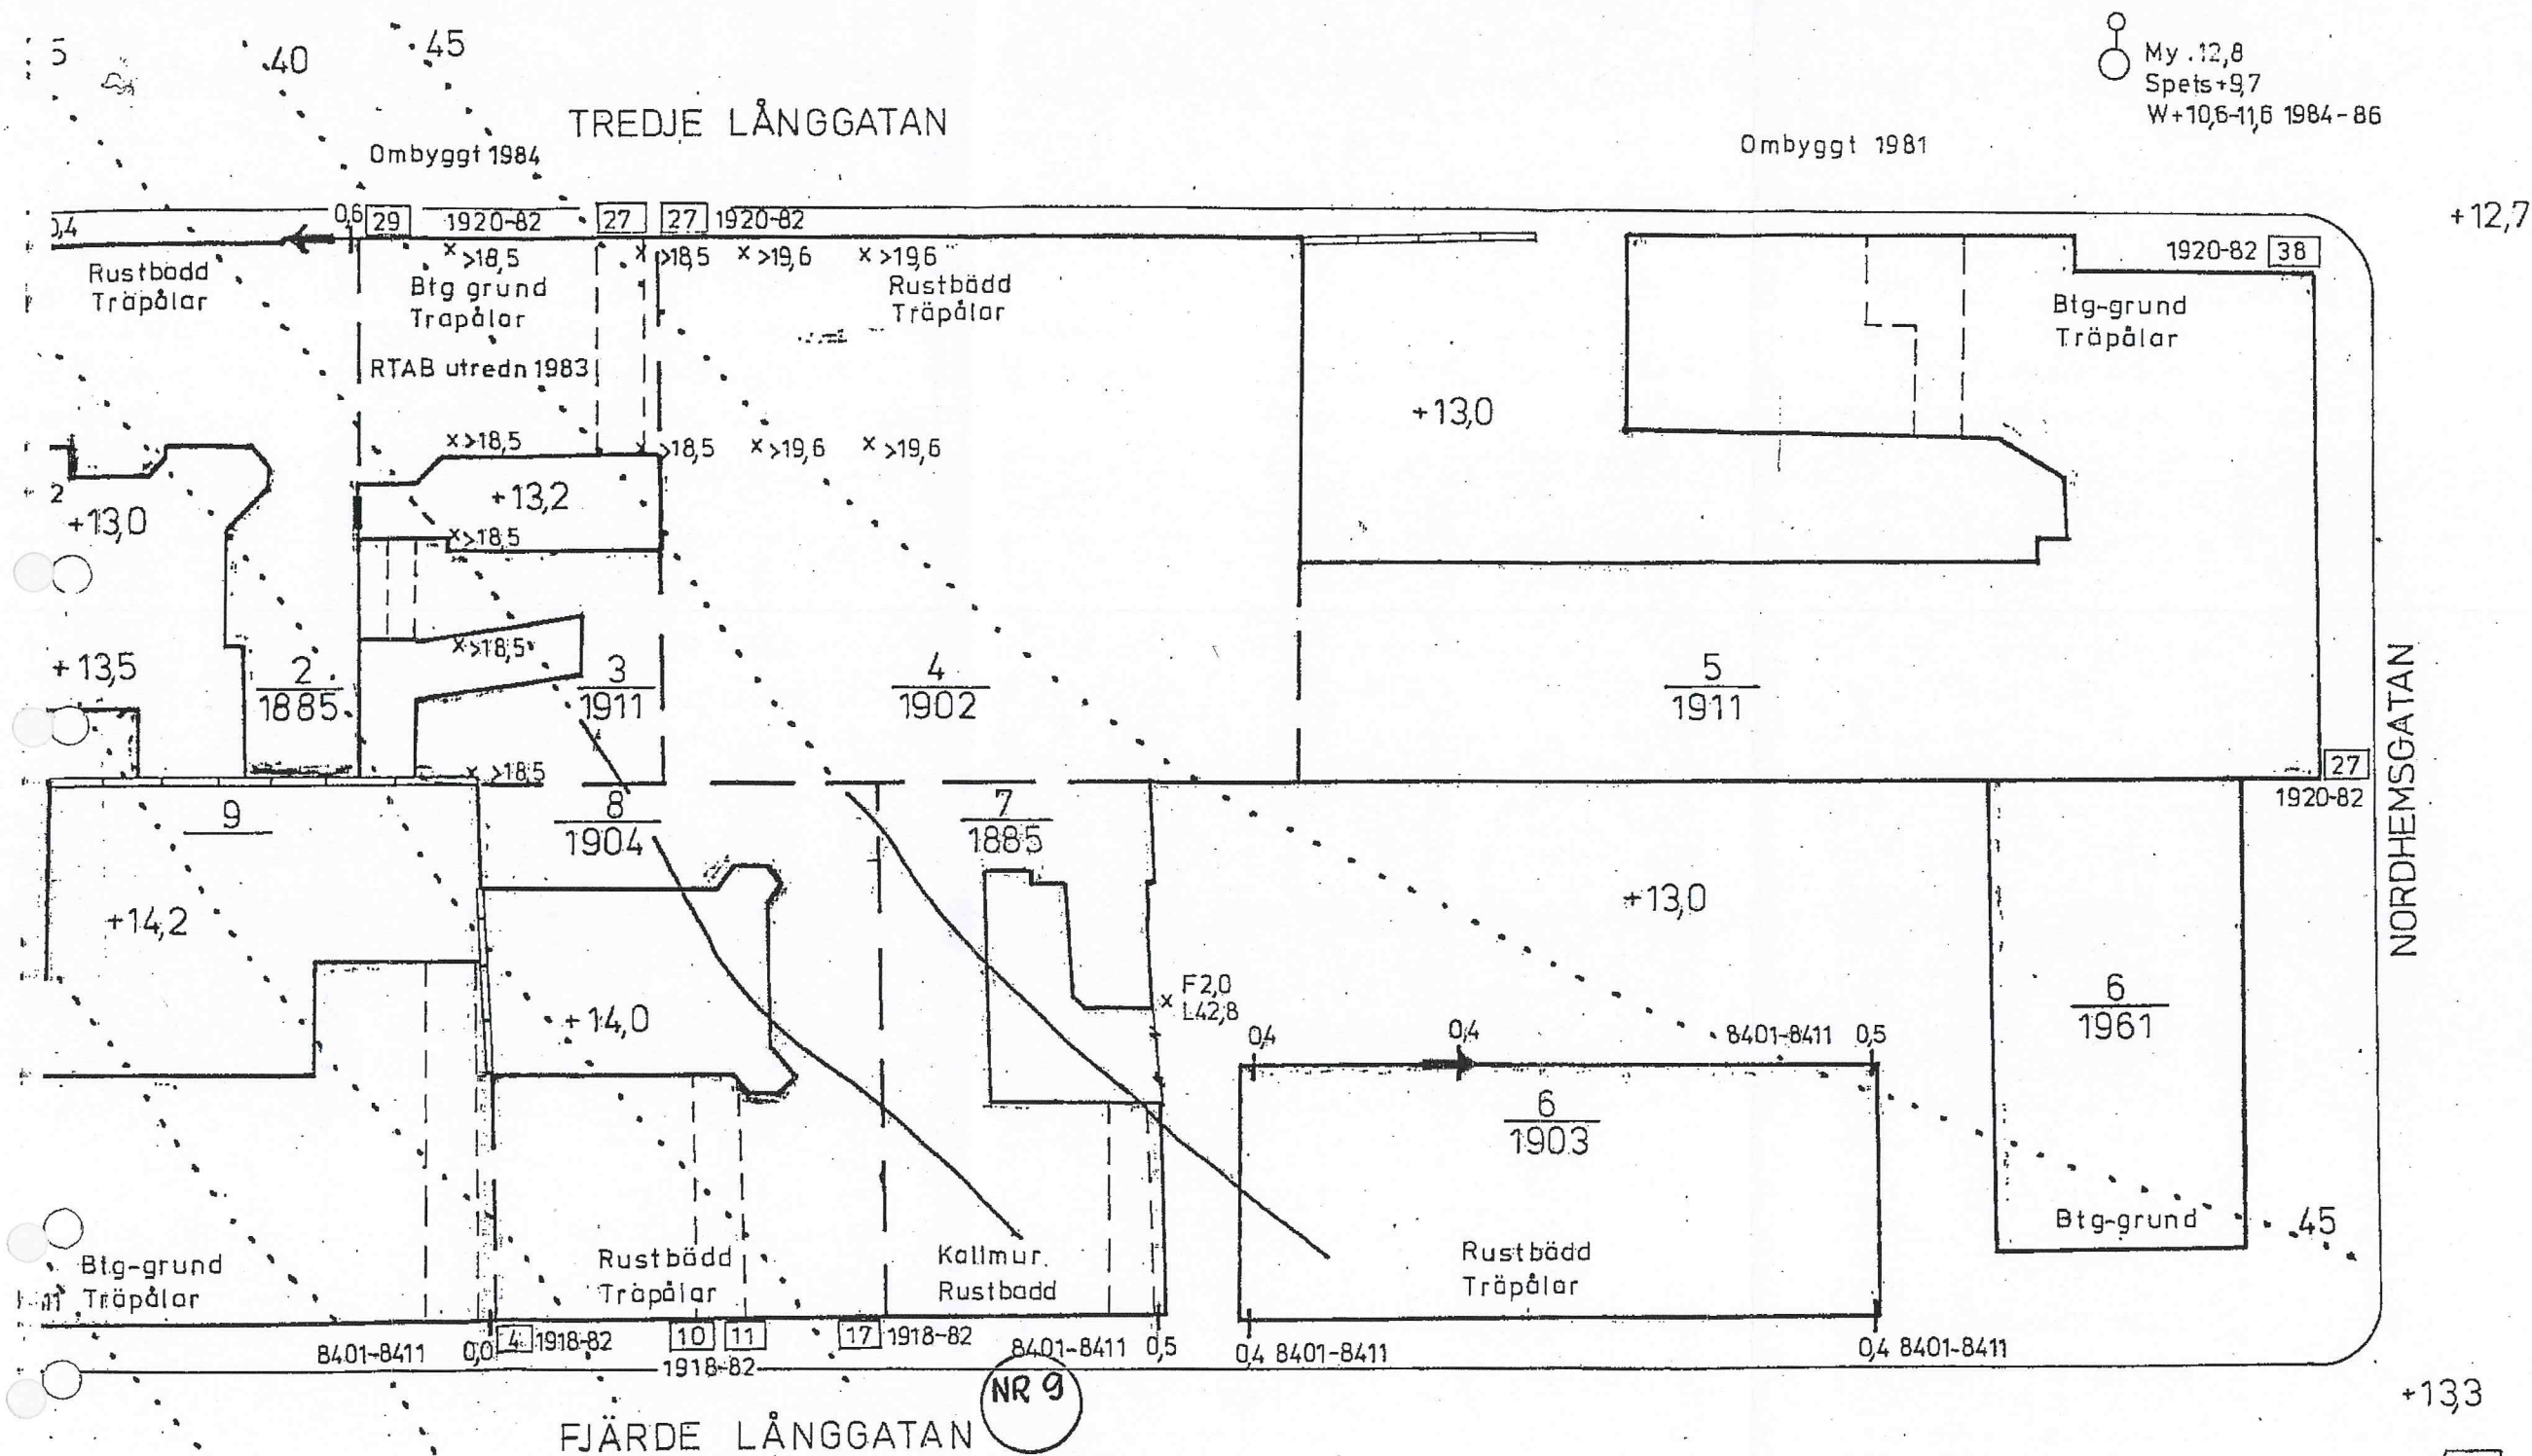 5
.40
45
My .12,8
Spets+9,7
W+10,6-11,6 1984-86
TREDJE LÅNGGATAN
Ombyggt 1984
Ombyggt 1981
+12,7
0,4
0,6
29
1920-82
27
27
1920-82
1920-82
38
x >18,5
x >18,5
x >19,6
x >19,6
Rustbädd
Träpålar
Btg grund
Träpålar
Rustbädd
Träpålar
Btg-grund
Träpålar
RTAB utredn 1983
+13,0
x >18,5
x >18,5
x >19,6
x >19,6
2
+13,0
+13,2
x >18,5
x >18,5
+13,5
2
1885
3
1911
4
1902
5
1911
NORDHEMSGATAN
x >18,5
27
1920-82
9
8
1904
7
1885
+14,2
+13,0
F2,0
x
L42,8
6
1961
+14,0
0,4
0,4
8401-8411
0,5
6
1903
Btg-grund
45
Btg-grund
Träpålar
Rustbädd
Träpålar
Kallmur.
Rustbädd
Rustbädd
Träpålar
11
8401-8411
0,0
4
1918-82
10
11
17
1918-82
8401-8411
0,5
0,4 8401-8411
0,4 8401-8411
1918-82
NR 9
+13,3
FJÄRDE LÅNGGATAN